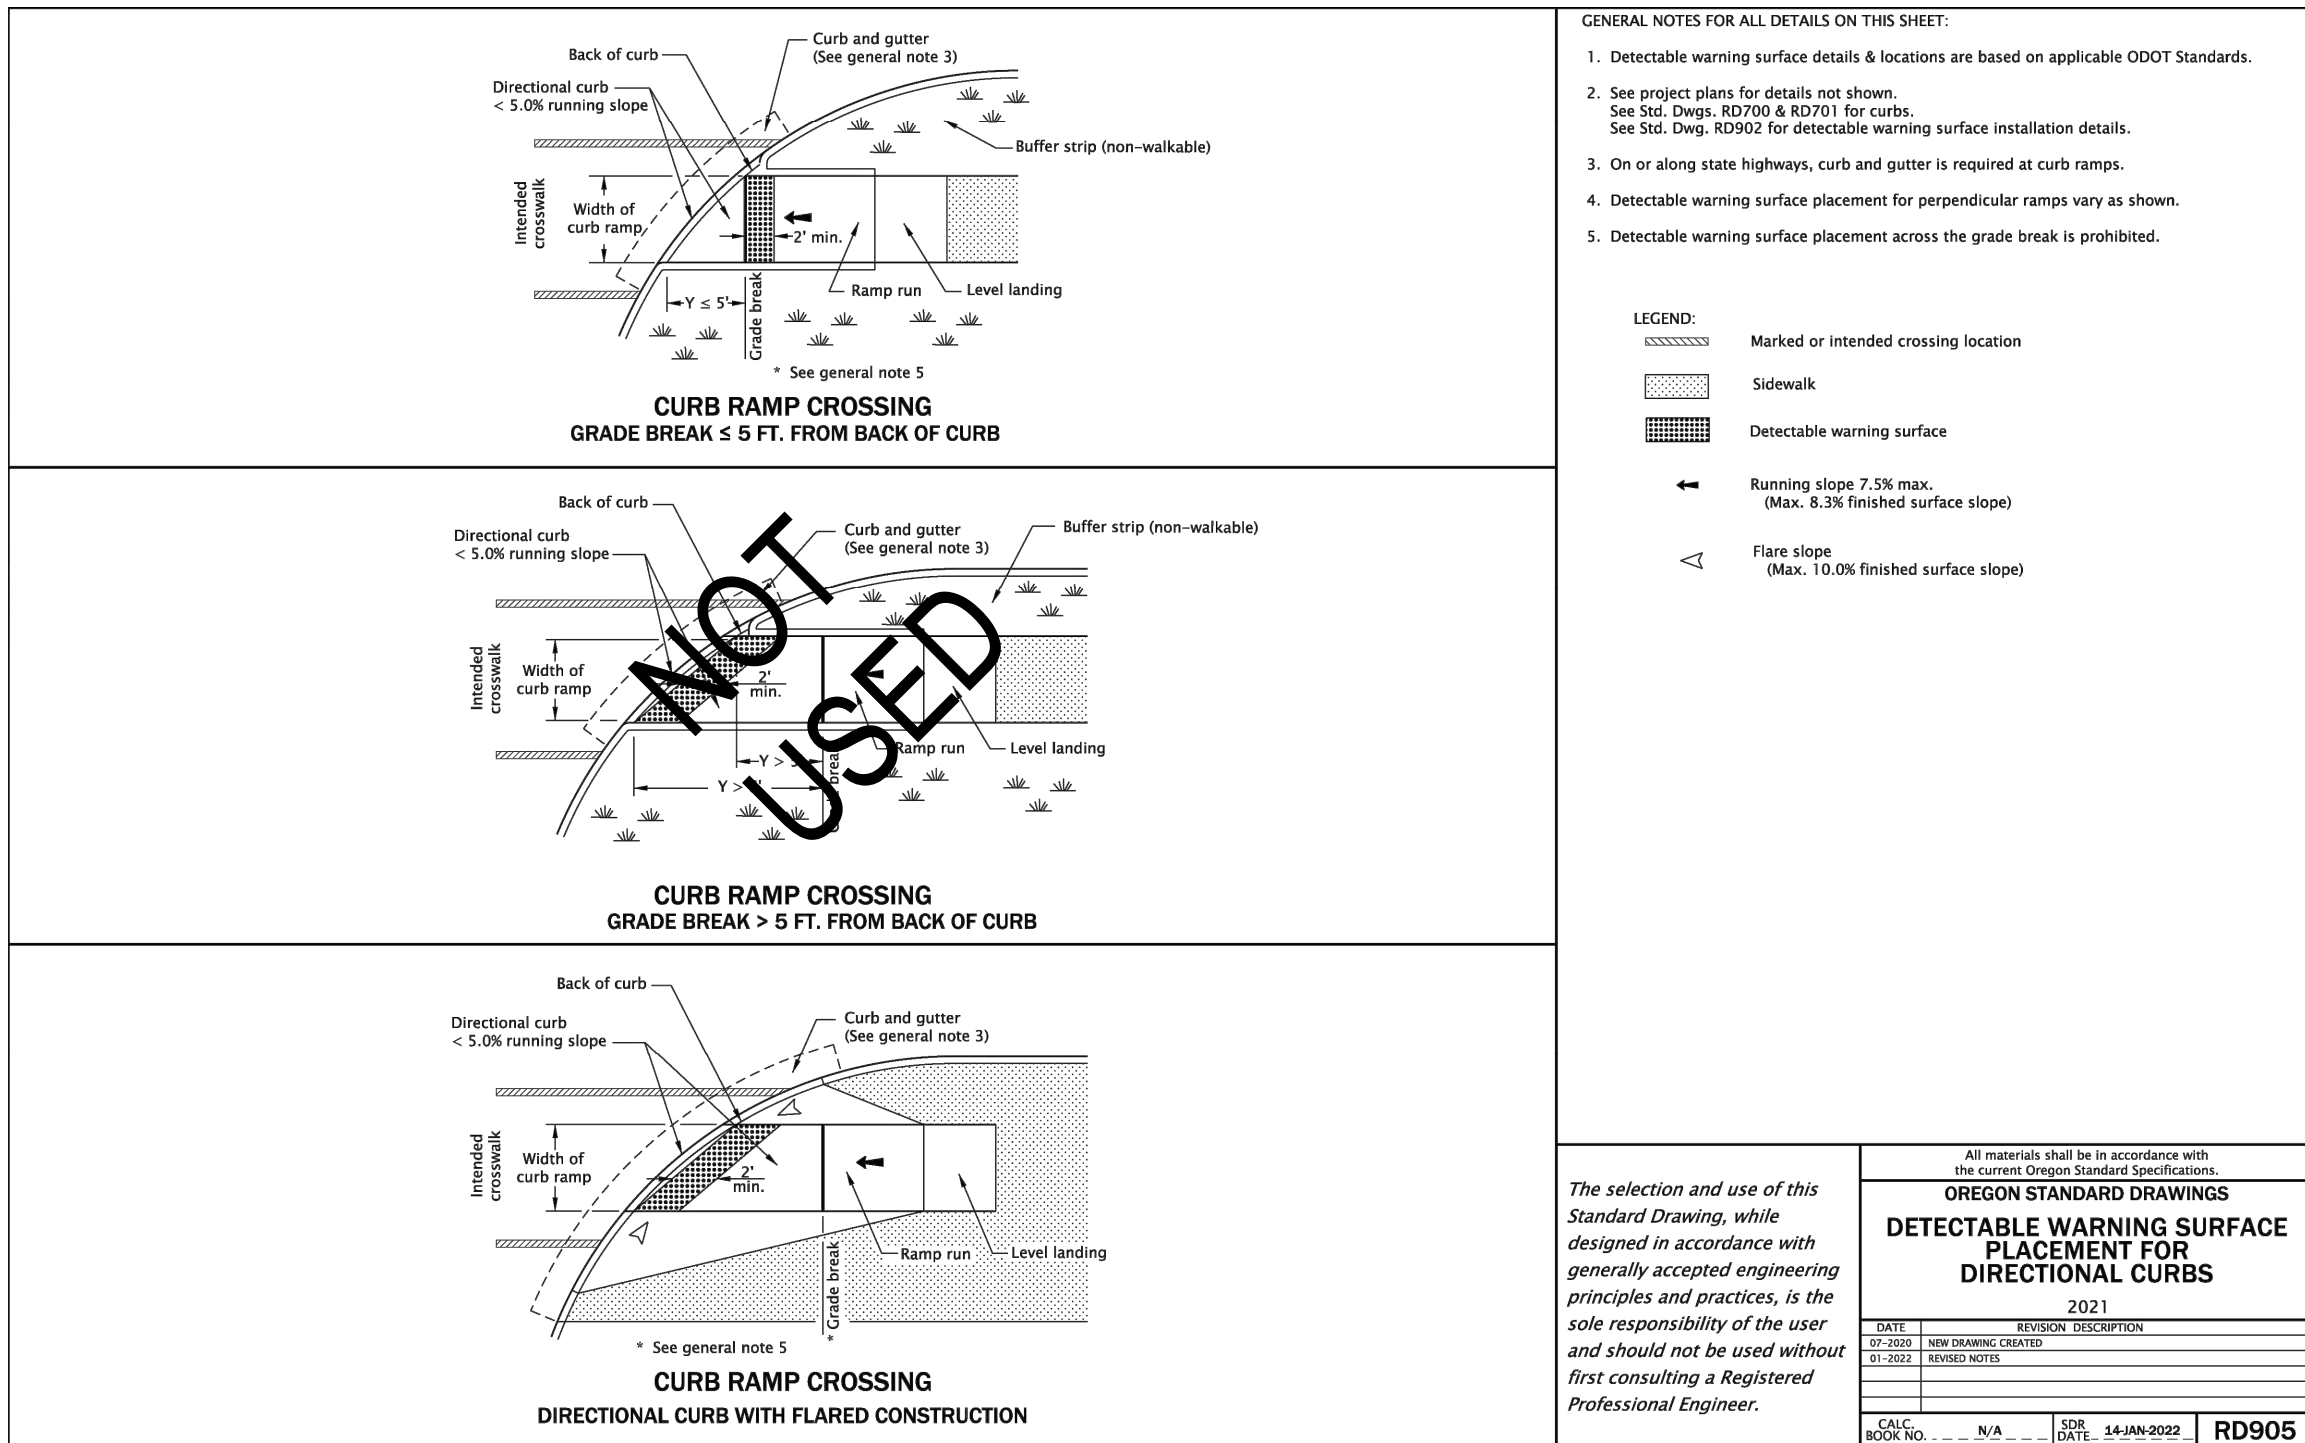 Back of curb
Curb and gutter
(See general note 3)
Directional curb
< 5.0% running slope
Buffer strip (non-walkable)
Intended
crosswalk
Width of
curb ramp
2' min.
Y ≤ 5'
Grade break
Ramp run
Level landing
* See general note 5
CURB RAMP CROSSING
GRADE BREAK ≤ 5 FT. FROM BACK OF CURB
Back of curb
Curb and gutter
(See general note 3)
Buffer strip (non-walkable)
Directional curb
< 5.0% running slope
NOT
USED
Intended
crosswalk
Width of
curb ramp
2'
min.
Ramp run
Level landing
Y >
Y >
CURB RAMP CROSSING
GRADE BREAK > 5 FT. FROM BACK OF CURB
Back of curb
Curb and gutter
(See general note 3)
Directional curb
< 5.0% running slope
Intended
crosswalk
Width of
curb ramp
2'
min.
Ramp run
Level landing
* Grade break
* See general note 5
CURB RAMP CROSSING
DIRECTIONAL CURB WITH FLARED CONSTRUCTION
GENERAL NOTES FOR ALL DETAILS ON THIS SHEET:
1. Detectable warning surface details & locations are based on applicable ODOT Standards.
2. See project plans for details not shown.
See Std. Dwgs. RD700 & RD701 for curbs.
See Std. Dwg. RD902 for detectable warning surface installation details.
3. On or along state highways, curb and gutter is required at curb ramps.
4. Detectable warning surface placement for perpendicular ramps vary as shown.
5. Detectable warning surface placement across the grade break is prohibited.
LEGEND:
Marked or intended crossing location
Sidewalk
Detectable warning surface
Running slope 7.5% max.
(Max. 8.3% finished surface slope)
Flare slope
(Max. 10.0% finished surface slope)
The selection and use of this
Standard Drawing, while
designed in accordance with
generally accepted engineering
principles and practices, is the
sole responsibility of the user
and should not be used without
first consulting a Registered
Professional Engineer.
All materials shall be in accordance with
the current Oregon Standard Specifications.
OREGON STANDARD DRAWINGS
DETECTABLE WARNING SURFACE
PLACEMENT FOR
DIRECTIONAL CURBS
2021
DATE REVISION DESCRIPTION
07-2020 NEW DRAWING CREATED
01-2022 REVISED NOTES
CALC.
BOOK NO. N/A
SDR
DATE 14-JAN-2022
RD905